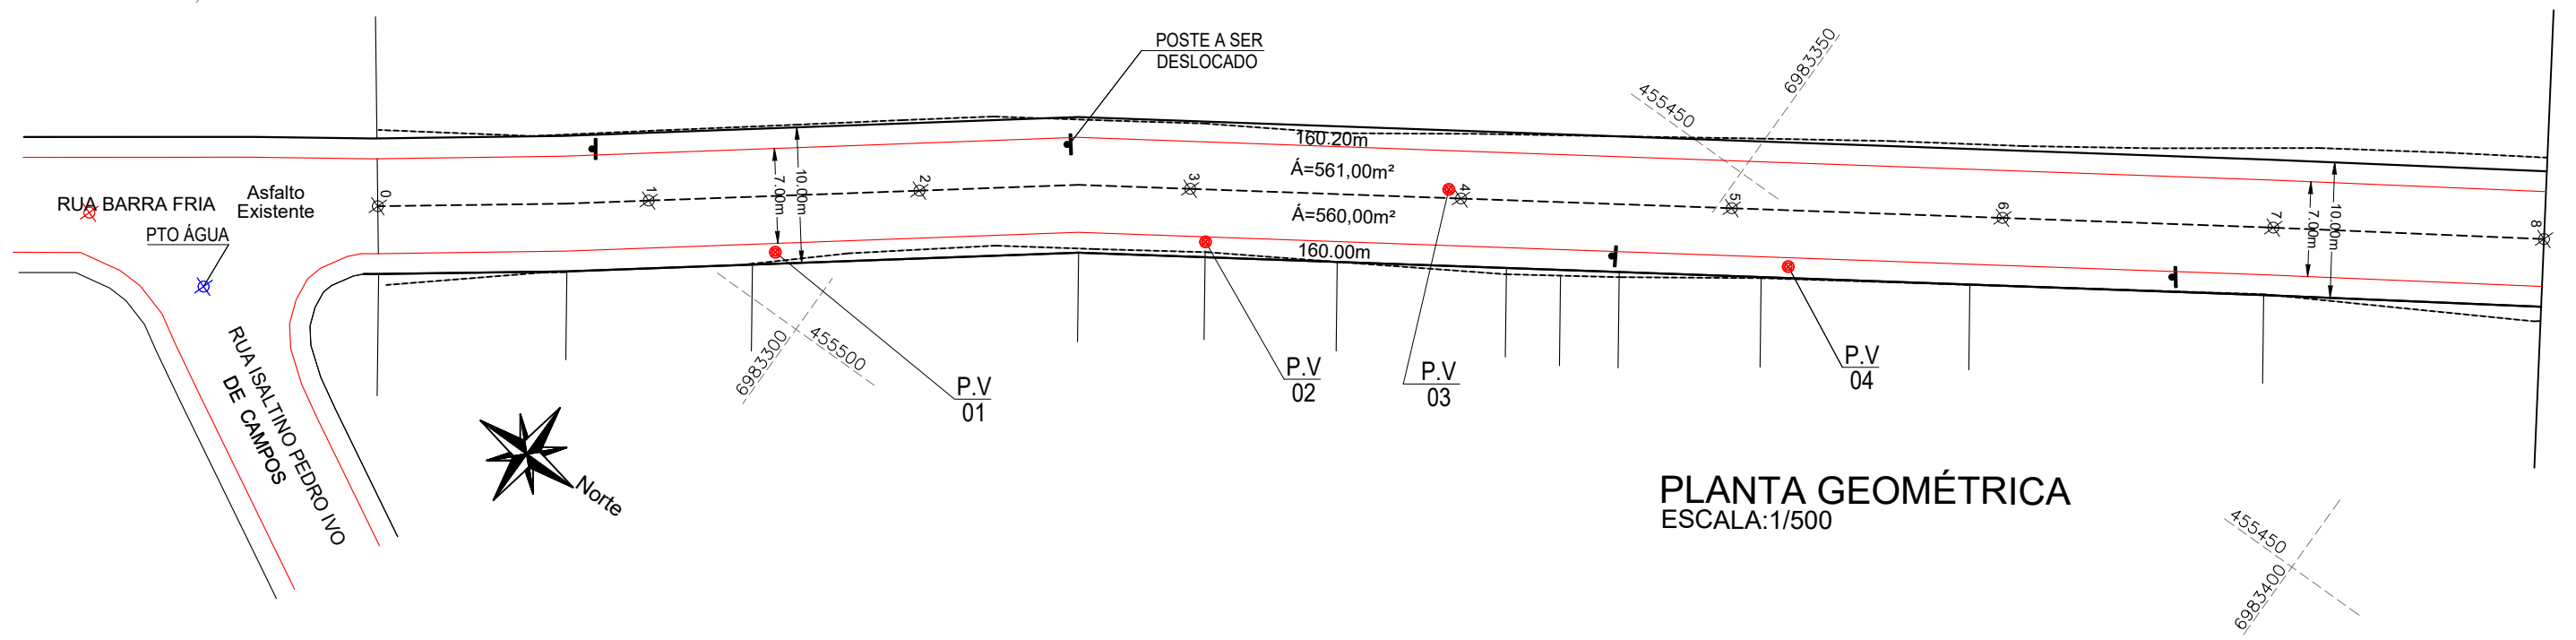 POSTE A SER
DESLOCADO
6983350
455450
160.20m
Á=561,00m²
Á=560,00m²
160.00m
RUA BARRA FRIA
Asfalto
Existente
PTO ÁGUA
0
1
2
3
4
5
6
7
8
7.00m
10.00m
7.00m
10.00m
RUA ISALTINO PEDRO IVO
DE CAMPOS
6983300
455500
P.V
01
P.V
02
P.V
03
P.V
04
Norte
PLANTA GEOMÉTRICA
ESCALA:1/500
455450
6983400